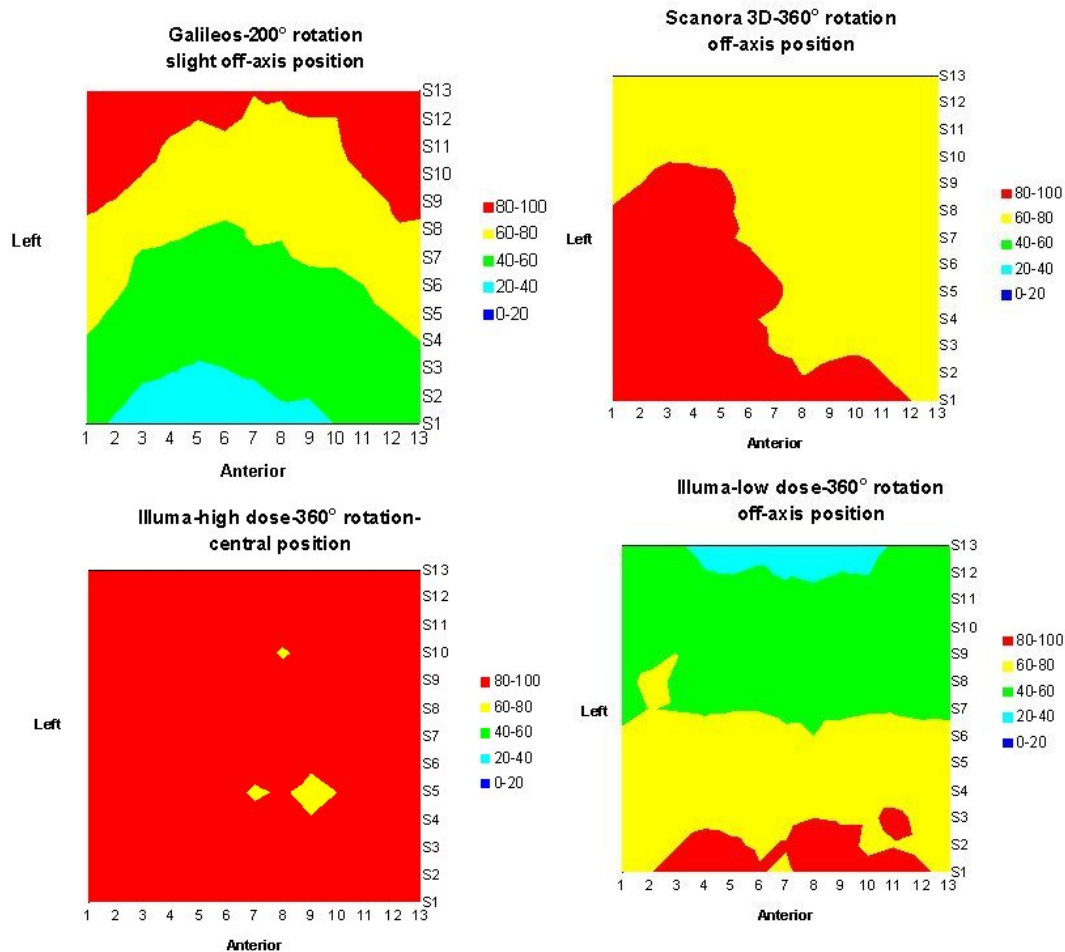 Galileos-200° rotation
slight off-axis position
S13
S12
S11
S10
S9
S8
S7
S6
S5
S4
S3
S2
S1
Left
80-100
60-80
40-60
20-40
0-20
1 2 3 4 5 6 7 8 9 10 11 12 13
Anterior
Scanora 3D-360° rotation
off-axis position
S13
S12
S11
S10
S9
S8
S7
S6
S5
S4
S3
S2
S1
Left
80-100
60-80
40-60
20-40
0-20
1 2 3 4 5 6 7 8 9 10 11 12 13
Anterior
Illuma-high dose-360° rotation-
central position
S13
S12
S11
S10
S9
S8
S7
S6
S5
S4
S3
S2
S1
Left
80-100
60-80
40-60
20-40
0-20
1 2 3 4 5 6 7 8 9 10 11 12 13
Anterior
Illuma-low dose-360° rotation
off-axis position
S13
S12
S11
S10
S9
S8
S7
S6
S5
S4
S3
S2
S1
Left
80-100
60-80
40-60
20-40
0-20
1 2 3 4 5 6 7 8 9 10 11 12 13
Anterior